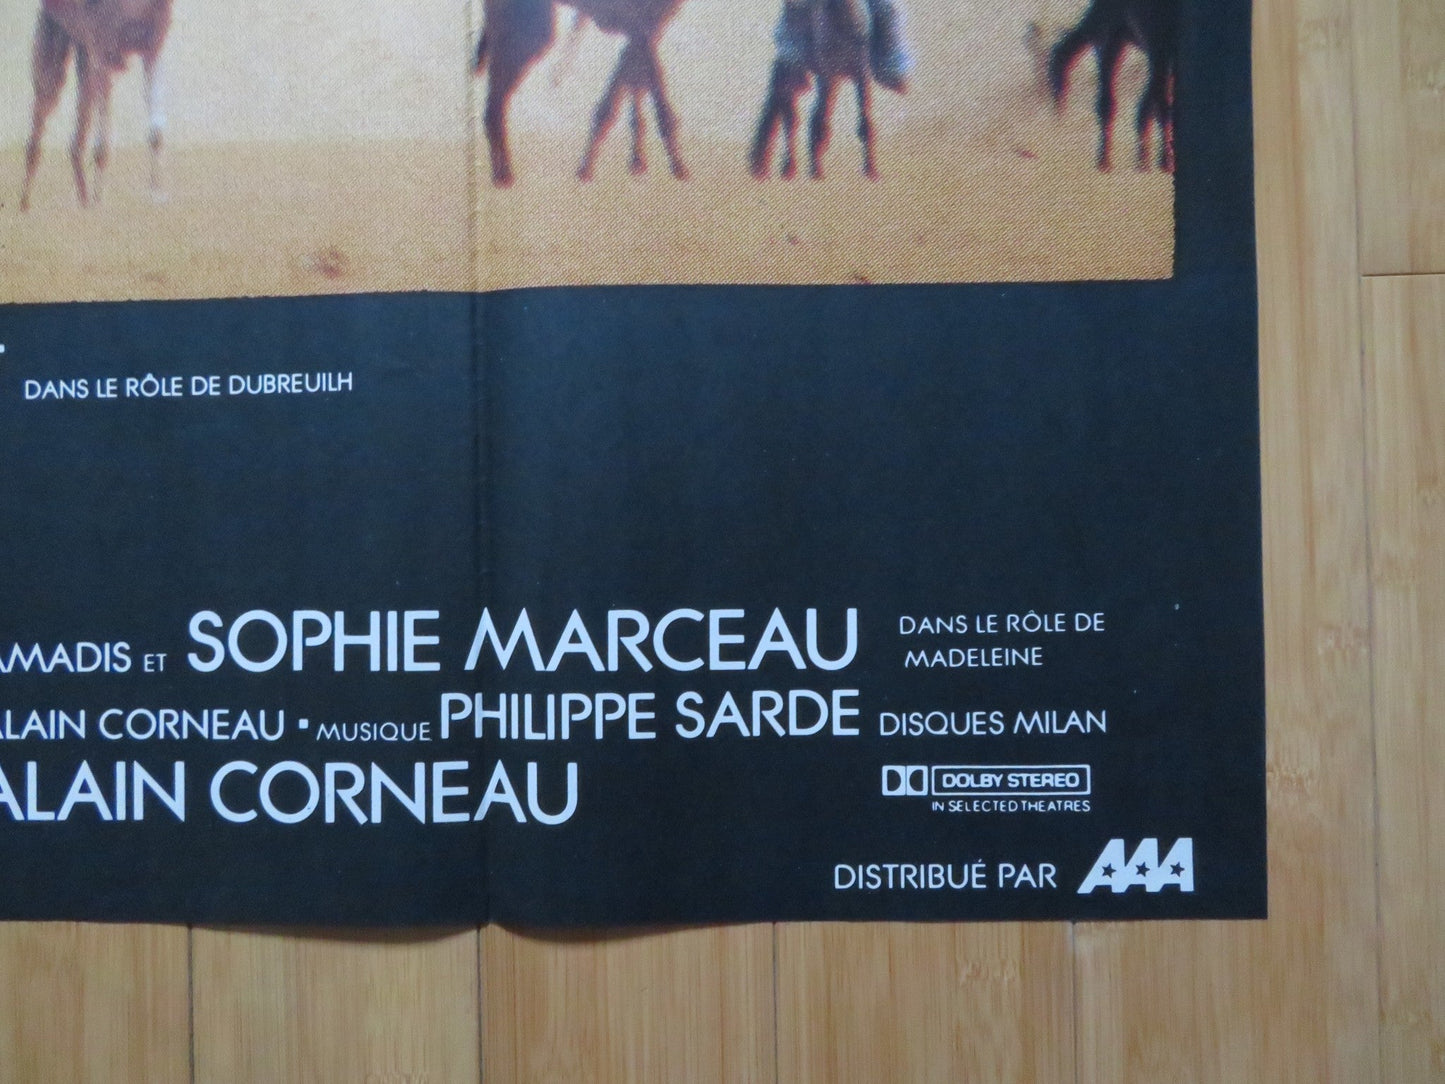 DANS LE RÔLE DE DUBREUILH
AMADIS ET SOPHIE MARCEAU DANS LE RÔLE DE
MADELEINE
ALAIN CORNEAU ▪ MUSIQUE PHILIPPE SARDE DISQUES MILAN
ALAIN CORNEAU
DOLBY STEREO
IN SELECTED THEATRES
DISTRIBUÉ PAR AAA